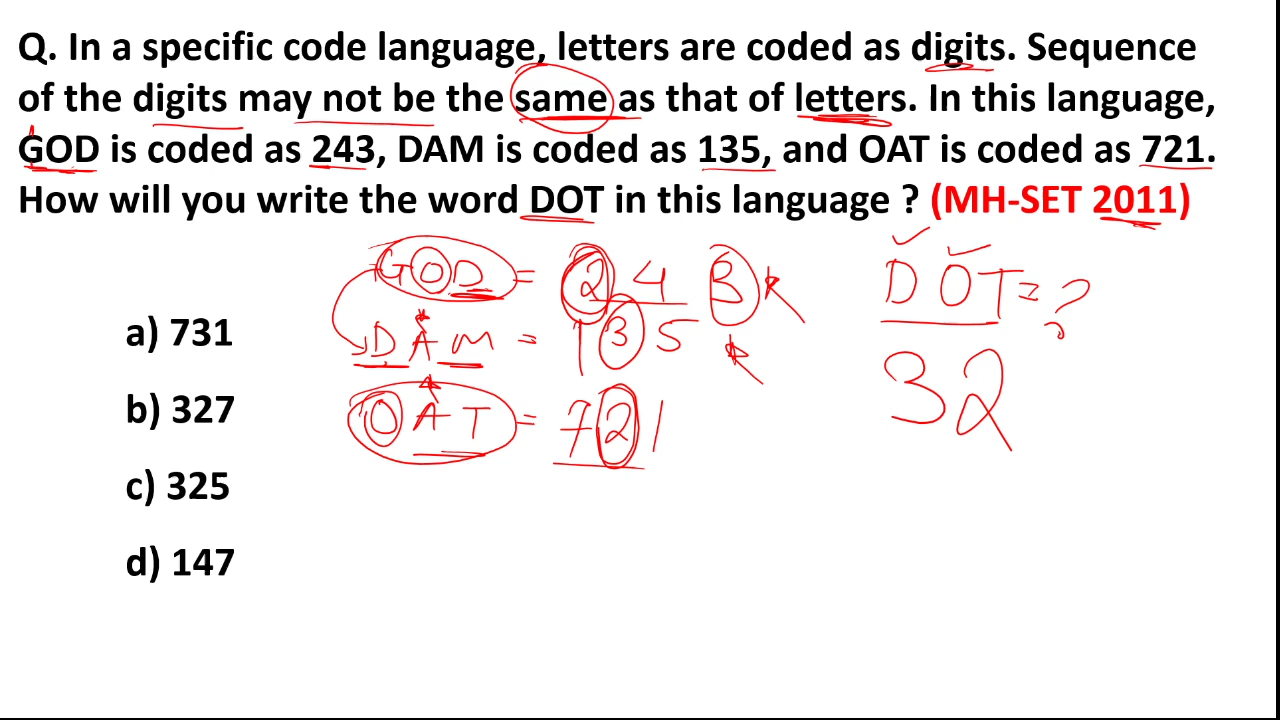 Q. In a specific code language, letters are coded as digits. Sequence
of the digits may not be the same as that of letters. In this language,
GOD is coded as 243, DAM is coded as 135, and OAT is coded as 721.
How will you write the word DOT in this language ? (MH-SET 2011)
GOD = 243
DOT = ?
a) 731
DAM = 135
32
b) 327
OAT = 721
c) 325
d) 147